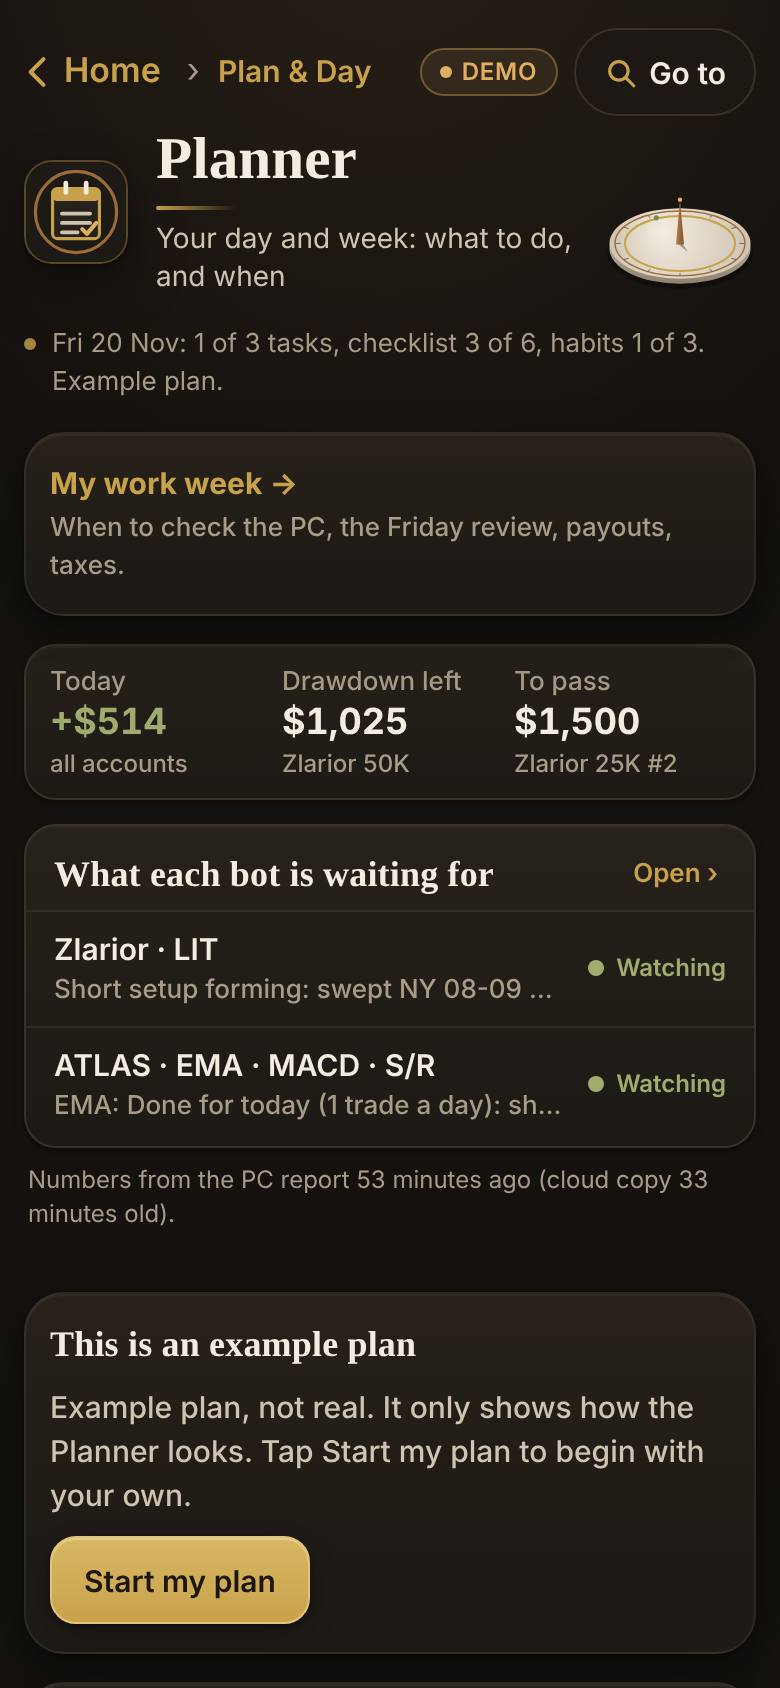 Home › Plan & Day
DEMO
Go to
Planner
Your day and week: what to do,
and when
Fri 20 Nov: 1 of 3 tasks, checklist 3 of 6, habits 1 of 3.
Example plan.
My work week →
When to check the PC, the Friday review, payouts,
taxes.
Today
+$514
all accounts
Drawdown left
$1,025
Zlarior 50K
To pass
$1,500
Zlarior 25K #2
What each bot is waiting for
Open ›
Zlarior · LIT
Short setup forming: swept NY 08-09 ...
Watching
ATLAS · EMA · MACD · S/R
EMA: Done for today (1 trade a day): sh...
Watching
Numbers from the PC report 53 minutes ago (cloud copy 33
minutes old).
This is an example plan
Example plan, not real. It only shows how the
Planner looks. Tap Start my plan to begin with
your own.
Start my plan